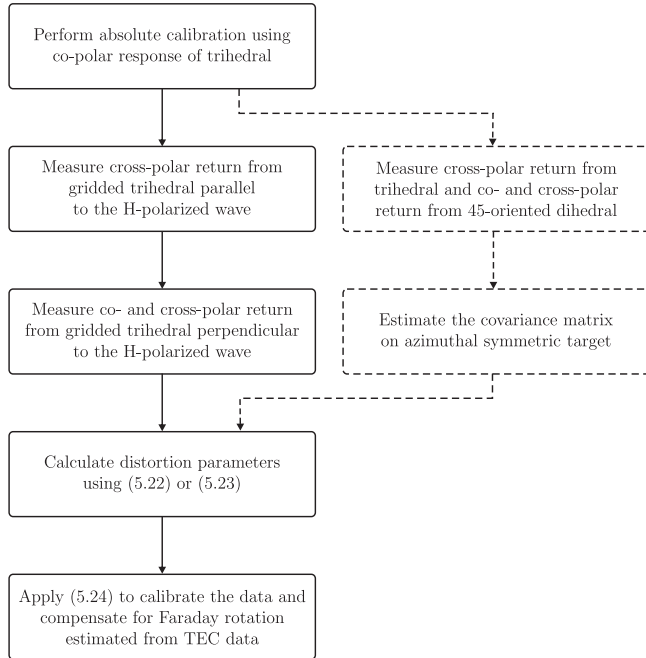 Perform absolute calibration using
co-polar response of trihedral
Measure cross-polar return from
gridded trihedral parallel
to the H-polarized wave
Measure cross-polar return from
trihedral and co- and cross-polar
return from 45-oriented dihedral
Measure co- and cross-polar return
from gridded trihedral perpendicular
to the H-polarized wave
Estimate the covariance matrix
on azimuthal symmetric target
Calculate distortion parameters
using (5.22) or (5.23)
Apply (5.24) to calibrate the data and
compensate for Faraday rotation
estimated from TEC data